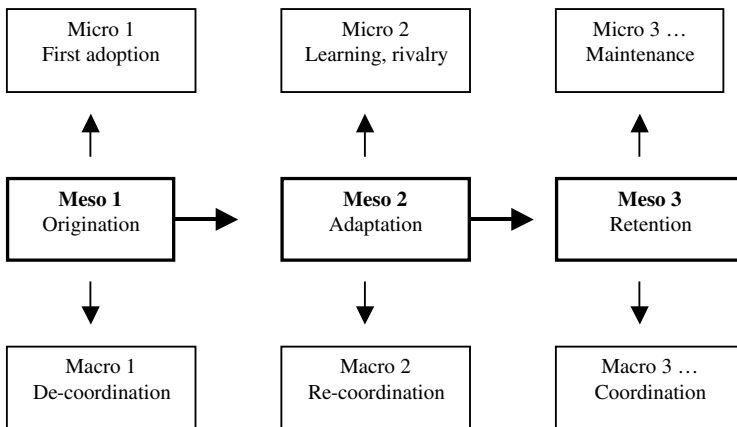 Micro 1
First adoption
Micro 2
Learning, rivalry
Micro 3 …
Maintenance
Meso 1
Origination
Meso 2
Adaptation
Meso 3
Retention
Macro 1
De-coordination
Macro 2
Re-coordination
Macro 3 …
Coordination